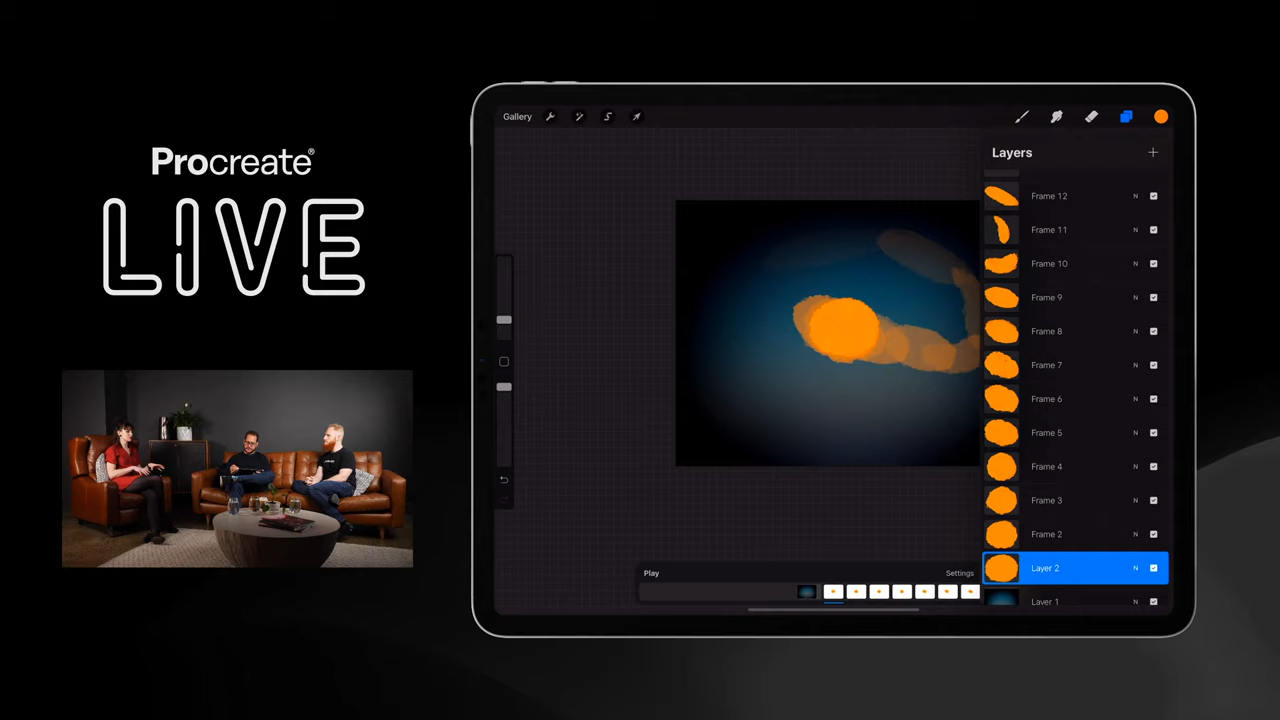 Procreate®
LIVE
Gallery
Layers
Frame 12 N
Frame 11 N
Frame 10 N
Frame 9 N
Frame 8 N
Frame 7 N
Frame 6 N
Frame 5 N
Frame 4 N
Frame 3 N
Frame 2 N
Layer 2 N
Layer 1 N
Play
Settings